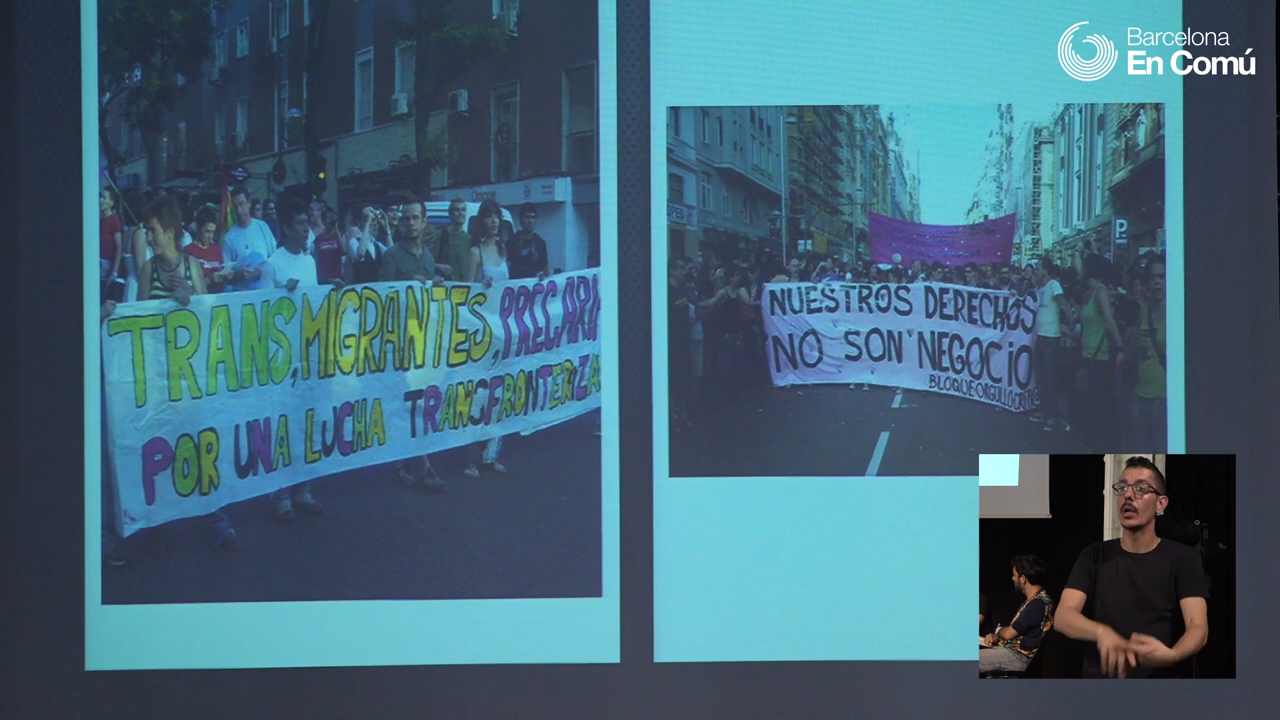 Barcelona
En Comú
TRANS, MIGRANTES, PRECARI
POR UNA LUCHA TRANSFRONTERIZA
NUESTROS DERECHOS
NO SON NEGOCIO
P